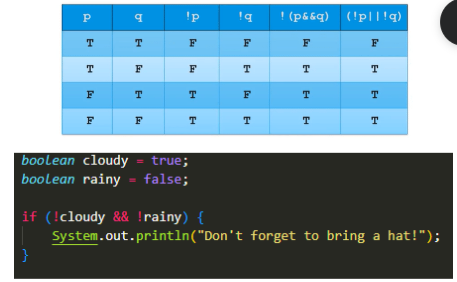 p q !p !q !(p&&q) (!p||!q)
T T F F F F
T F F T T T
F T T F T T
F F T T T T
boolean cloudy = true;
boolean rainy = false;
if (!cloudy && !rainy) {
System.out.println("Don't forget to bring a hat!");
}